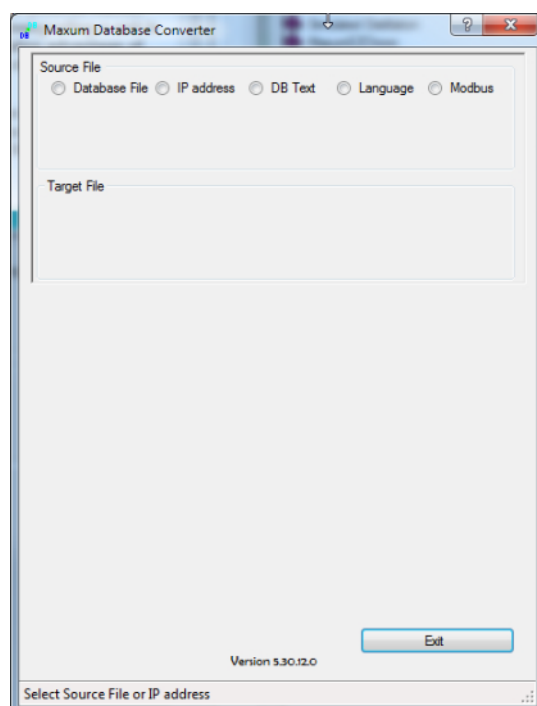 DB Maxum Database Converter ? X
Source File
Database File IP address DB Text Language Modbus
Target File
Exit
Version 5.30.12.0
Select Source File or IP address